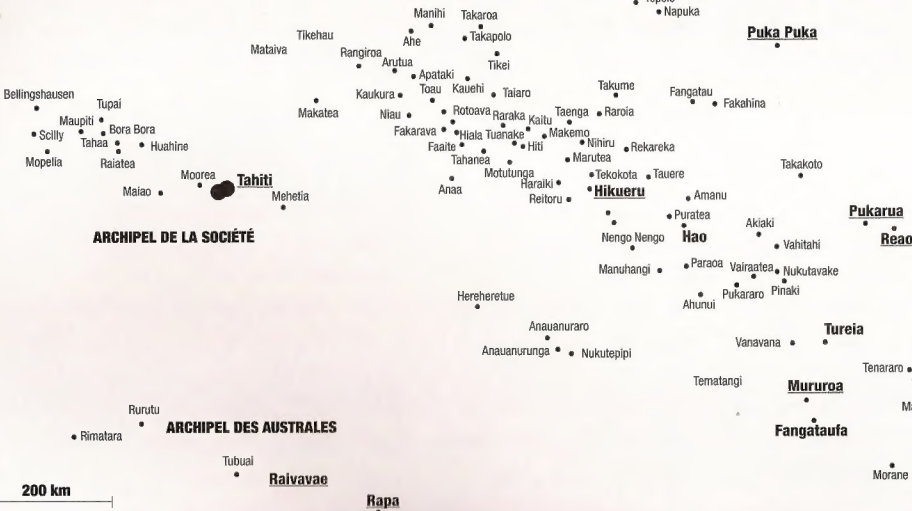 Napuka
Manihi
Takaroa
Puka Puka
Tikehau
Ahe
Takapolo
Mataiva
Rangiroa
Arutua
Tikei
Apataki
Bellingshausen
Kaukura
Toau
Kauehi
Taiaro
Takume
Fangatau
Fakahina
Tupai
Makatea
Niau
Rotoava
Raraka
Kaitu
Taenga
Raroia
Maupiti
Bora Bora
Scilly
Tahaa
Huahine
Fakarava
Hiala
Tuanake
Makemo
Faaite
Hiti
Nihiru
Rekareka
Mopelia
Raiatea
Tahanea
Marutea
Takakoto
Moorea
Tahiti
Motutunga
Tekokota
Tauere
Maiao
Mehetia
Anaa
Haraiki
Hikueru
Reitoru
Amanu
Puratea
Pukarua
ARCHIPEL DE LA SOCIÉTÉ
Nengo Nengo
Hao
Akiaki
Reao
Vahitahi
Manuhangi
Paraoa
Vairaatea
Nukutavake
Hereheretue
Ahunui
Pukararo
Pinaki
Anauanuraro
Tureia
Anauanurunga
Nukutepipi
Vanavana
Tenararo
Tematangi
Mururoa
Rurutu
Ma
Rimatara
ARCHIPEL DES AUSTRALES
Fangataufa
Tubuai
Raivavae
Morane
200 km
Rapa